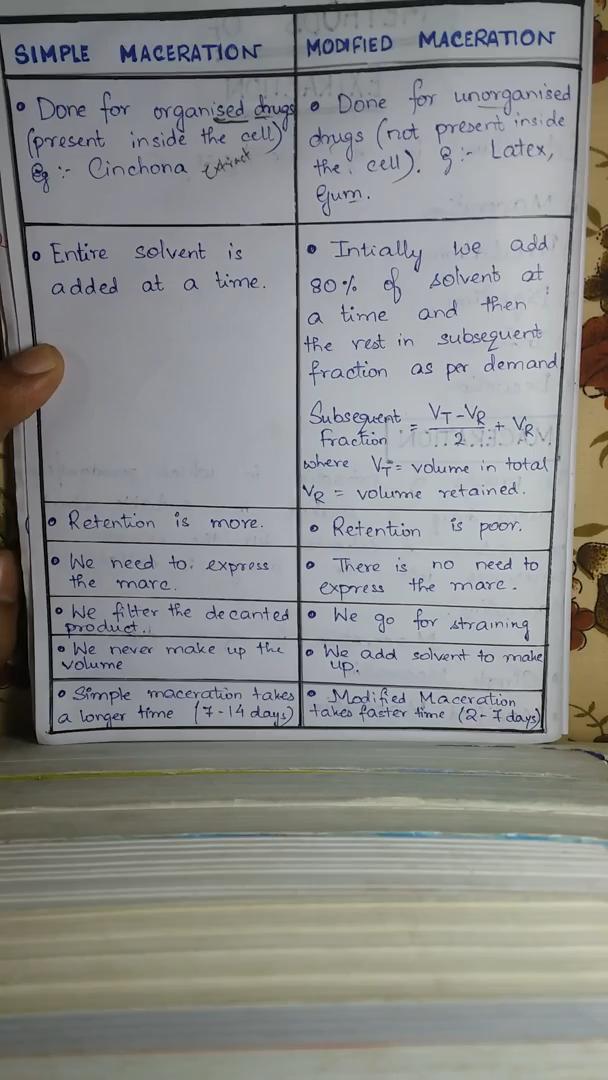 SIMPLE MACERATION
MODIFIED MACERATION
• Done for organised drugs
(present inside the cell)
Eg :- Cinchona extract
• Done for unorganised
drugs (not present inside
the cell). Eg :- Latex,
Gum.
• Entire solvent is
added at a time.
• Intially we add
80% of solvent at
a time and then
the rest in subsequent
fraction as per demand
Subsequent Fraction = VT - VR / 2 + VR
where VT = volume in total
VR = volume retained.
• Retention is more.
• Retention is poor.
• We need to express
the marc.
• There is no need to
express the marc.
• We filter the decanted
product.
• We go for straining
• We never make up the
volume
• We add solvent to make
up.
• Simple maceration takes
a longer time (7-14 days)
• Modified Maceration
takes faster time (2-7 days)